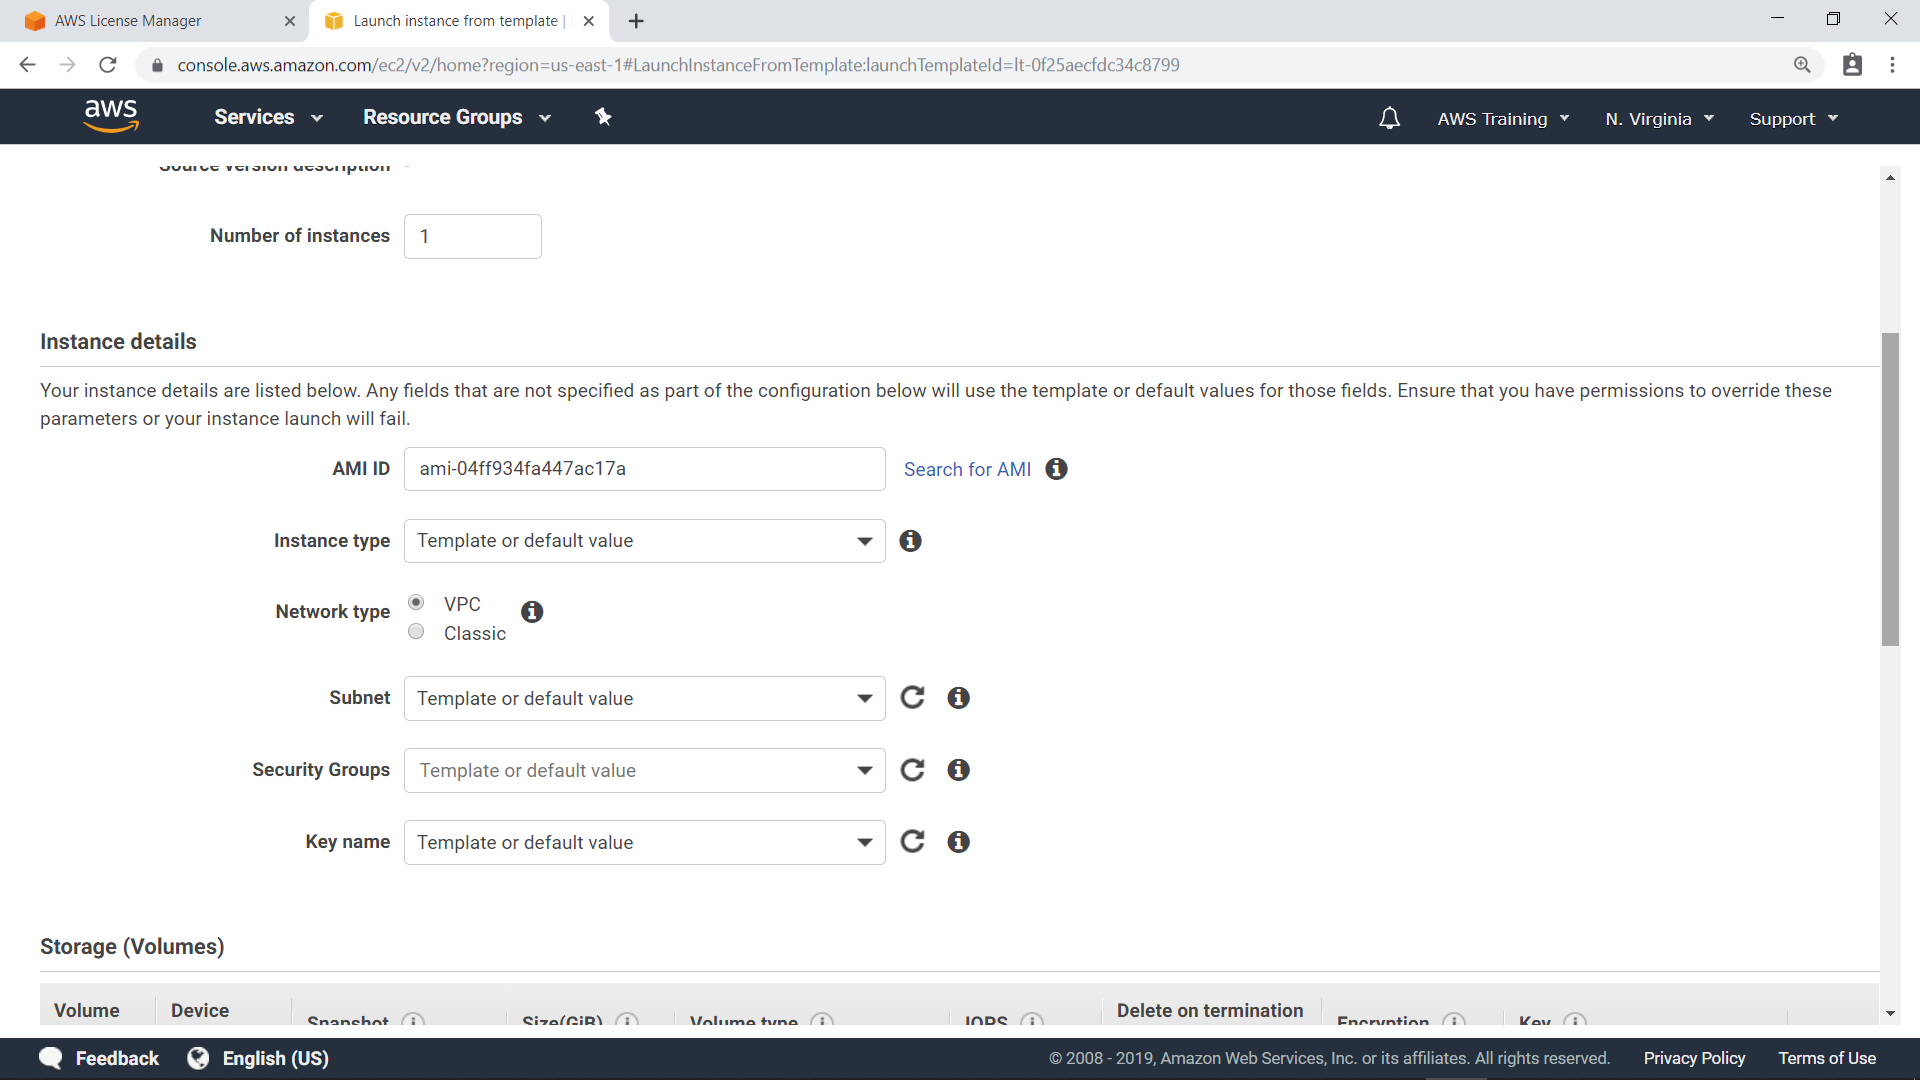 AWS License Manager
Launch instance from template |
console.aws.amazon.com/ec2/v2/home?region=us-east-1#LaunchInstanceFromTemplate:launchTemplateId=lt-0f25aecfdc34c8799
aws
Services
Resource Groups
AWS Training
N. Virginia
Support
Source version description -
Number of instances 1
Instance details
Your instance details are listed below. Any fields that are not specified as part of the configuration below will use the template or default values for those fields. Ensure that you have permissions to override these
parameters or your instance launch will fail.
AMI ID ami-04ff934fa447ac17a Search for AMI
Instance type Template or default value
Network type
VPC
Classic
Subnet Template or default value
Security Groups Template or default value
Key name Template or default value
Storage (Volumes)
Volume Device Snapshot Size(GiB) Volume type IOPS Delete on termination Encryption Key
Feedback English (US) © 2008 - 2019, Amazon Web Services, Inc. or its affiliates. All rights reserved. Privacy Policy Terms of Use